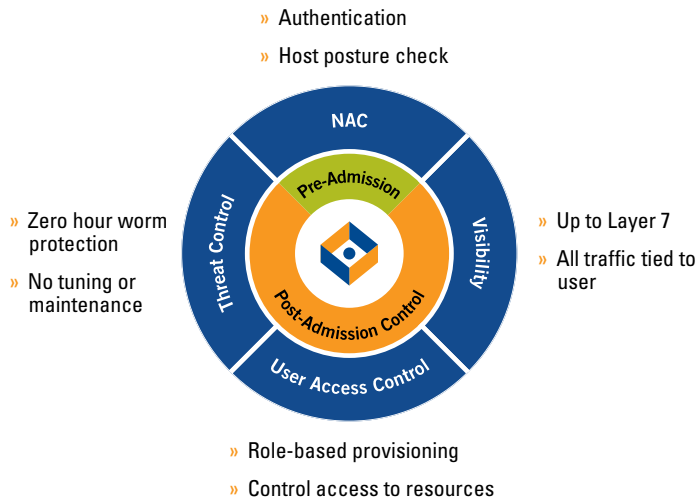 » Authentication
» Host posture check
NAC
Pre-Admission
Threat Control
Visibility
» Zero hour worm
protection
» No tuning or
maintenance
» Up to Layer 7
» All traffic tied to
user
Post-Admission Control
User Access Control
» Role-based provisioning
» Control access to resources